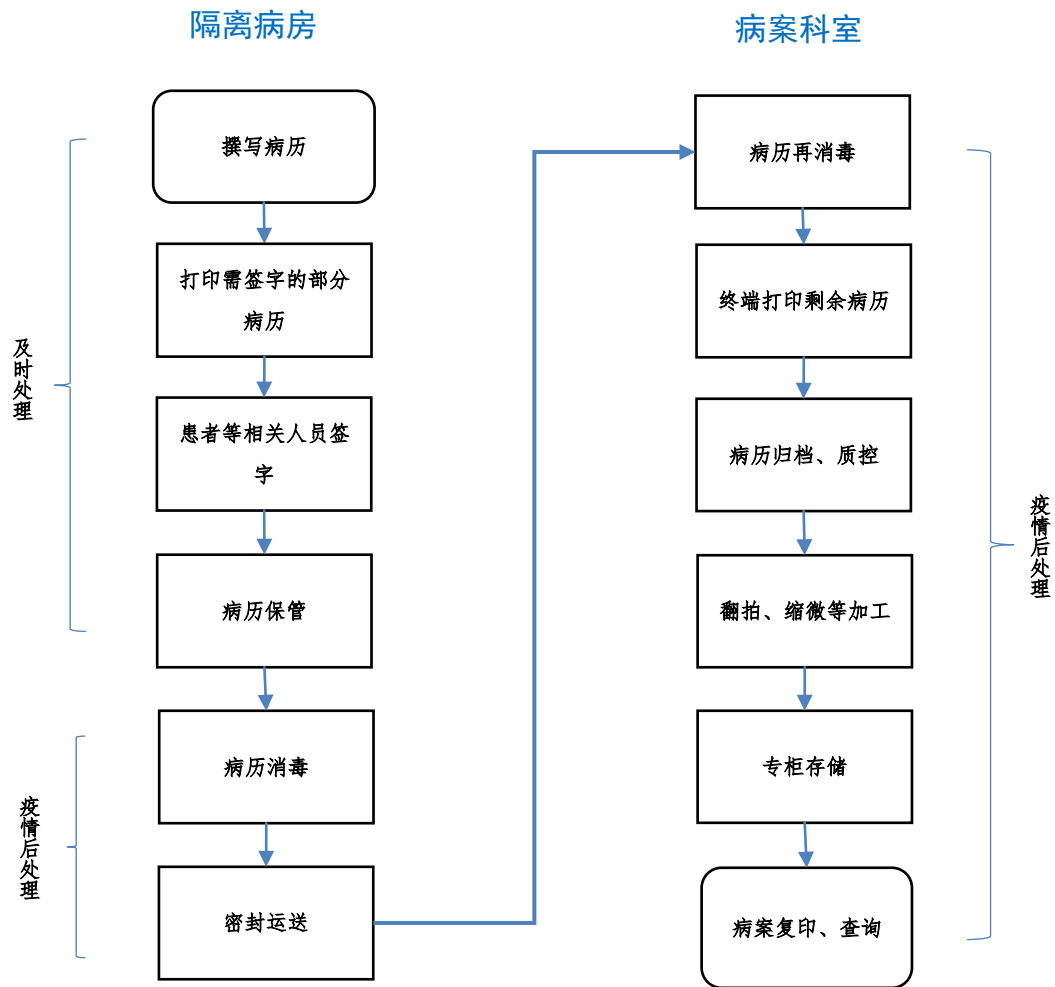 隔离病房
撰写病历
打印需签字的部分
病历
患者等相关人员签
字
病历保管
病历消毒
密封运送
及时处理
疫情后处理
病案科室
病历再消毒
终端打印剩余病历
病历归档、质控
翻拍、缩微等加工
专柜存储
病案复印、查询
疫情后处理